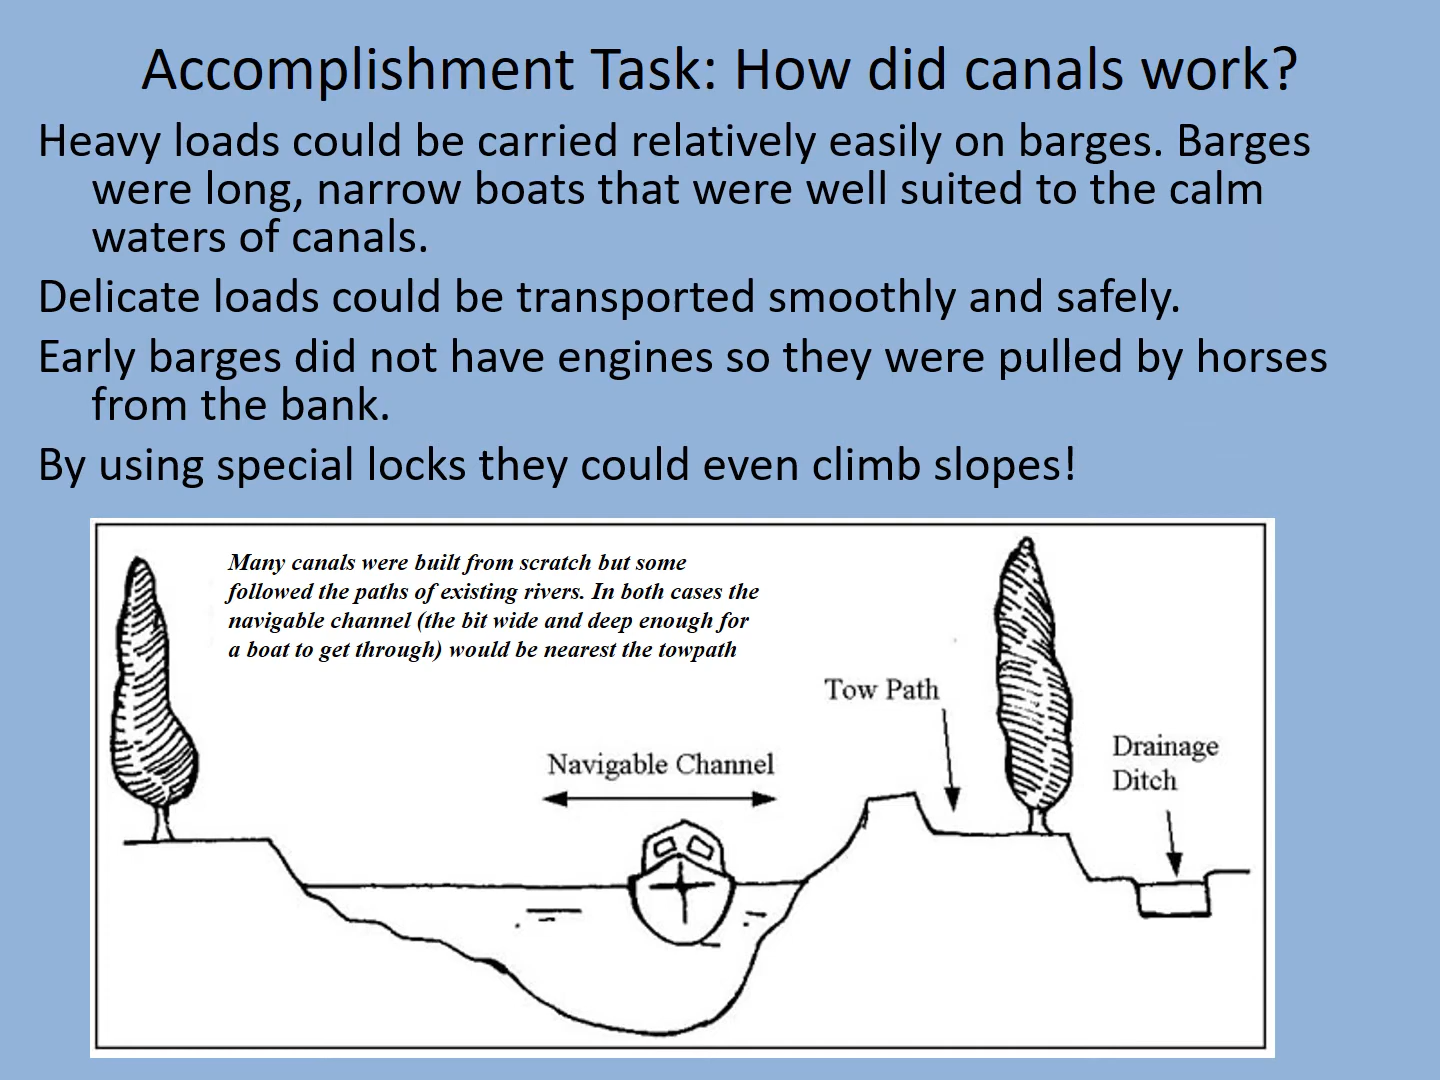 Accomplishment Task: How did canals work?
Heavy loads could be carried relatively easily on barges. Barges
were long, narrow boats that were well suited to the calm
waters of canals.
Delicate loads could be transported smoothly and safely.
Early barges did not have engines so they were pulled by horses
from the bank.
By using special locks they could even climb slopes!
Many canals were built from scratch but some
followed the paths of existing rivers. In both cases the
navigable channel (the bit wide and deep enough for
a boat to get through) would be nearest the towpath
Tow Path
Navigable Channel
Drainage
Ditch